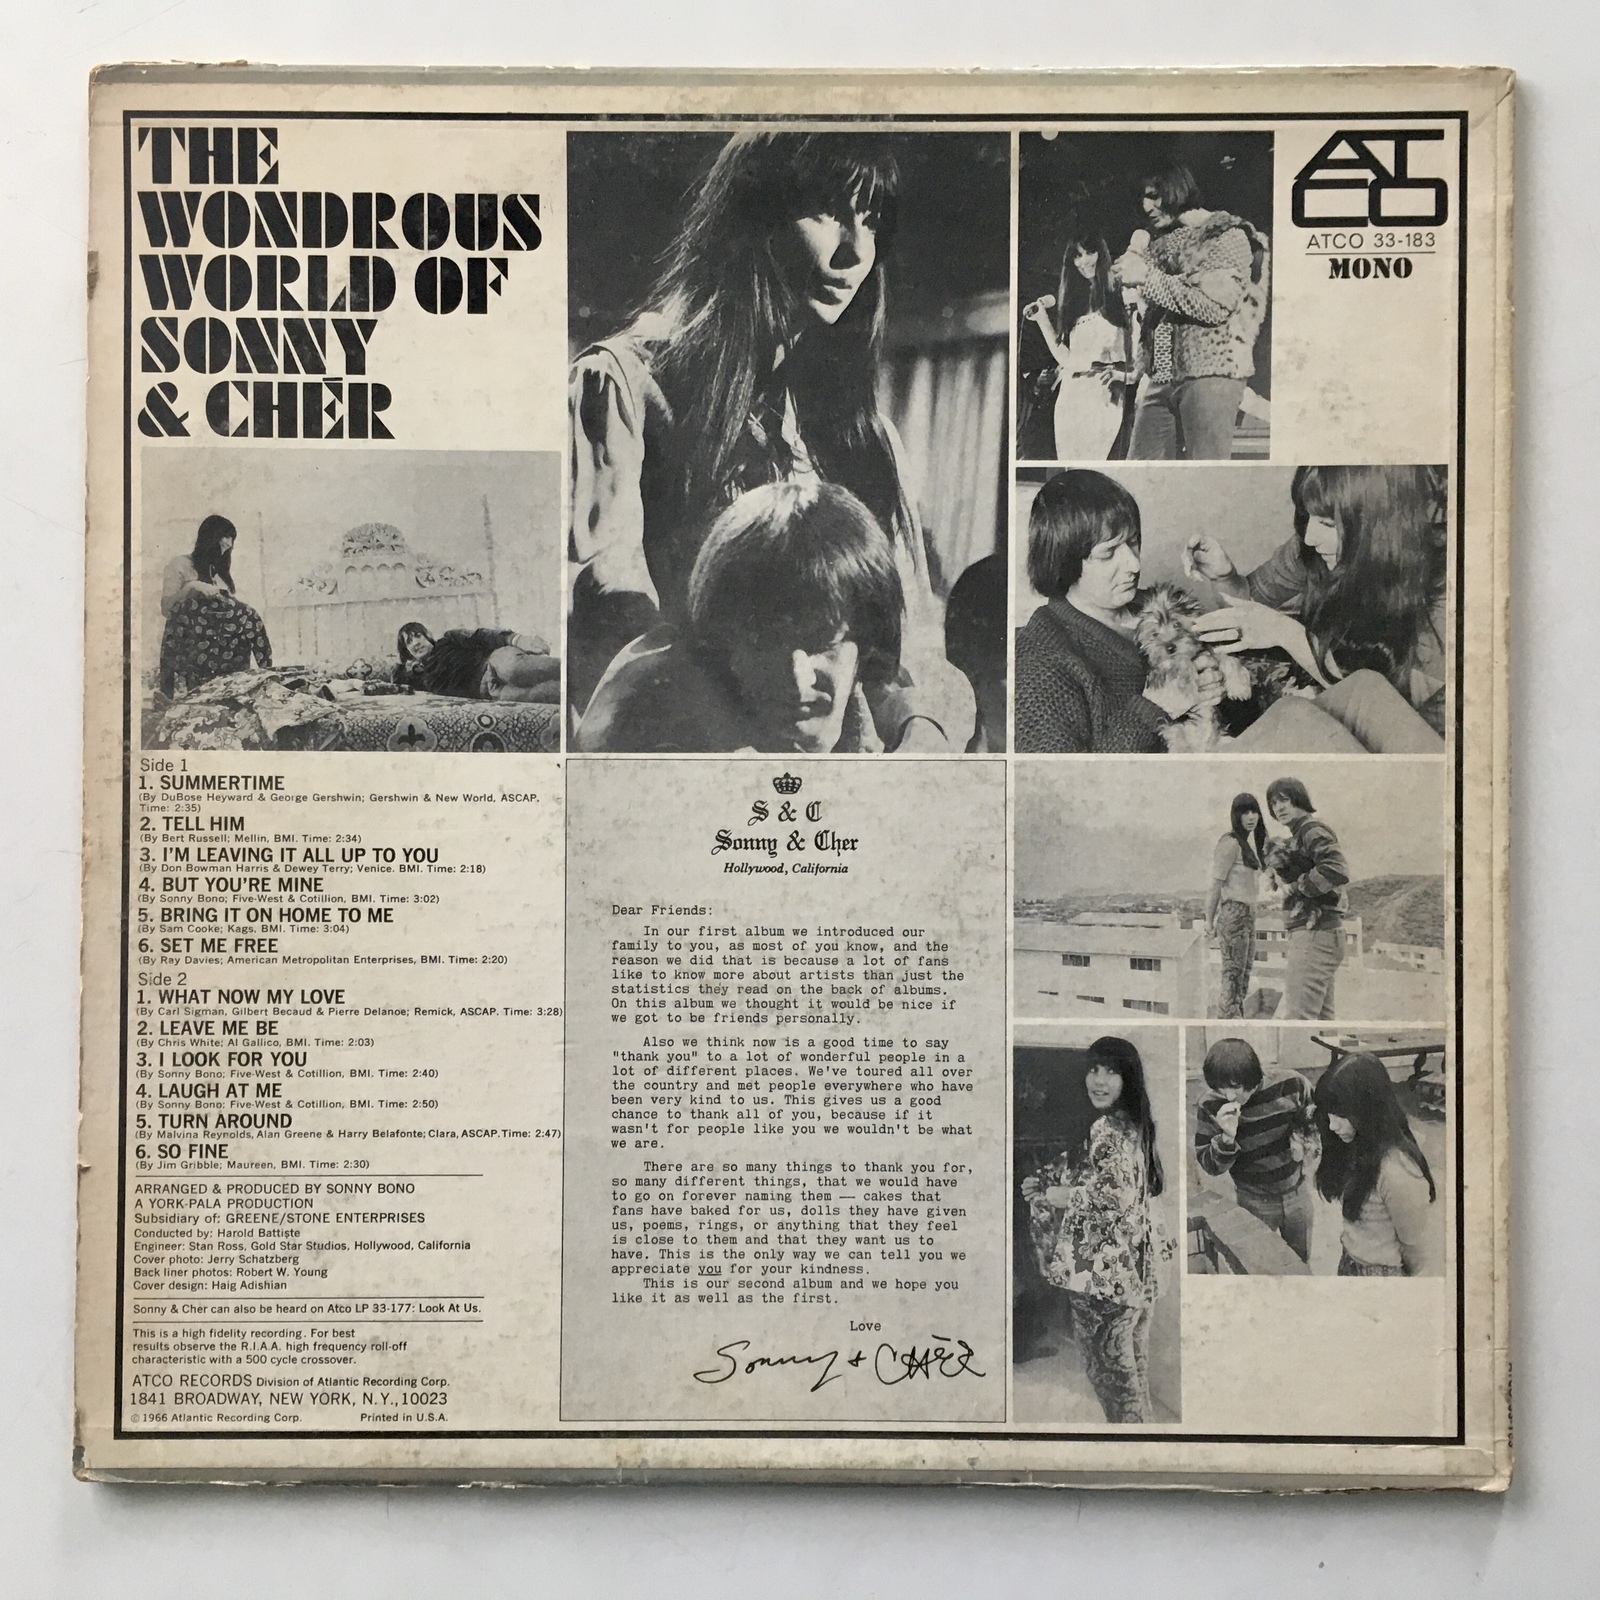 THE
WONDROUS
WORLD OF
SONNY
& CHÉR
AT
CO
ATCO 33-183
MONO
Side 1
1. SUMMERTIME
(By DuBose Heyward & George Gershwin; Gershwin & New World, ASCAP.
Time: 2:35)
2. TELL HIM
(By Bert Russell; Mellin, BMI. Time: 2:34)
3. I'M LEAVING IT ALL UP TO YOU
(By Don Bowman Harris & Dewey Terry; Venice. BMI. Time: 2:18)
4. BUT YOU'RE MINE
(By Sonny Bono; Five-West & Cotillion, BMI. Time: 3:02)
5. BRING IT ON HOME TO ME
(By Sam Cooke; Kags. BMI. Time: 3:04)
6. SET ME FREE
(By Ray Davies; American Metropolitan Enterprises, BMI. Time: 2:20)
Side 2
1. WHAT NOW MY LOVE
(By Carl Sigman, Gilbert Becaud & Pierre Delanoe; Remick, ASCAP. Time: 3:28)
2. LEAVE ME BE
(By Chris White; Al Gallico, BMI. Time: 2:03)
3. I LOOK FOR YOU
(By Sonny Bono; Five-West & Cotillion, BMI. Time: 2:40)
4. LAUGH AT ME
(By Sonny Bono; Five-West & Cotillion, BMI. Time: 2:50)
5. TURN AROUND
(By Malvina Reynolds, Alan Greene & Harry Belafonte; Clara, ASCAP. Time: 2:47)
6. SO FINE
(By Jim Gribble; Maureen, BMI. Time: 2:30)
ARRANGED & PRODUCED BY SONNY BONO
A YORK-PALA PRODUCTION
Subsidiary of: GREENE/STONE ENTERPRISES
Conducted by: Harold Battiste
Engineer: Stan Ross, Gold Star Studios, Hollywood, California
Cover photo: Jerry Schatzberg
Back liner photos: Robert W. Young
Cover design: Haig Adishian
Sonny & Cher can also be heard on Atco LP 33-177: Look At Us.
This is a high fidelity recording. For best
results observe the R.I.A.A. high frequency roll-off
characteristic with a 500 cycle crossover.
ATCO RECORDS Division of Atlantic Recording Corp.
1841 BROADWAY, NEW YORK, N.Y., 10023
© 1966 Atlantic Recording Corp. Printed in U.S.A.
S & C
Sonny & Cher
Hollywood, California
Dear Friends:
In our first album we introduced our
family to you, as most of you know, and the
reason we did that is because a lot of fans
like to know more about artists than just the
statistics they read on the back of albums.
On this album we thought it would be nice if
we got to be friends personally.
Also we think now is a good time to say
"thank you" to a lot of wonderful people in a
lot of different places. We've toured all over
the country and met people everywhere who have
been very kind to us. This gives us a good
chance to thank all of you, because if it
wasn't for people like you we wouldn't be what
we are.
There are so many things to thank you for,
so many different things, that we would have
to go on forever naming them — cakes that
fans have baked for us, dolls they have given
us, poems, rings, or anything that they feel
is close to them and that they want us to
have. This is the only way we can tell you we
appreciate you for your kindness.
This is our second album and we hope you
like it as well as the first.
Love
Sonny + CHÉR